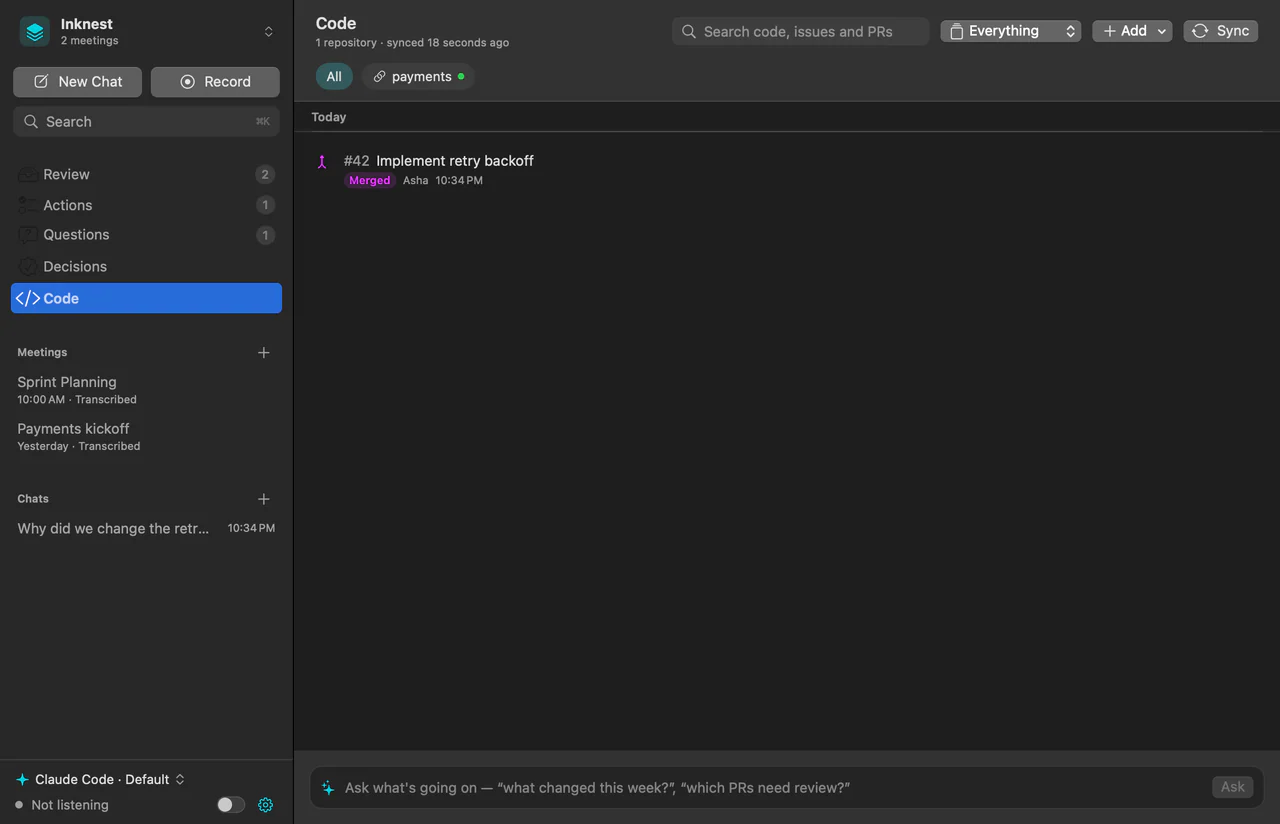 Inknest
2 meetings
New Chat
Record
Search ⌘K
Review 2
Actions 1
Questions 1
Decisions
</> Code
Meetings +
Sprint Planning
10:00 AM · Transcribed
Payments kickoff
Yesterday · Transcribed
Chats +
Why did we change the retr... 10:34 PM
Claude Code · Default
Not listening
Code
1 repository · synced 18 seconds ago
Search code, issues and PRs
Everything
+ Add
Sync
All
payments
Today
#42 Implement retry backoff
Merged Asha 10:34 PM
Ask what's going on — “what changed this week?”, “which PRs need review?”
Ask